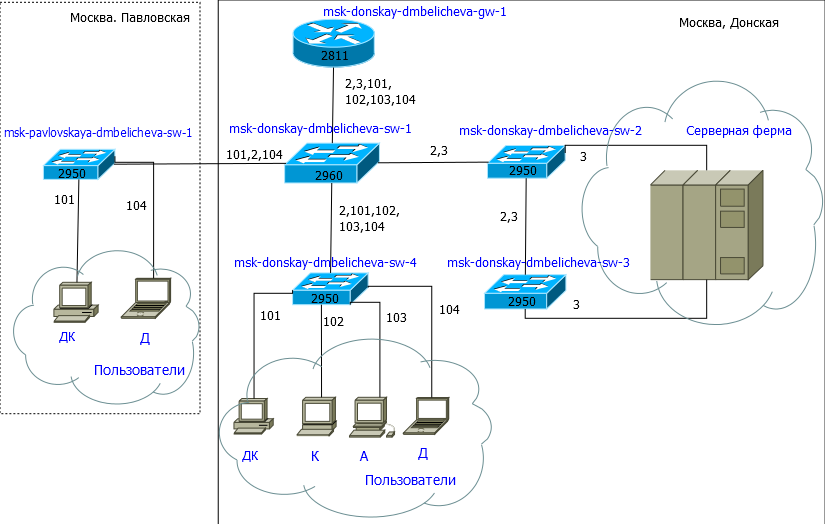 Москва. Павловская
msk-donskay-dmbelicheva-gw-1
Москва, Донская
2811
2,3,101,
102,103,104
msk-pavlovskaya-dmbelicheva-sw-1
msk-donskay-dmbelicheva-sw-1
msk-donskay-dmbelicheva-sw-2
Серверная ферма
2950
101,2,104
2960
2,3
2950
3
101
104
2,101,102,
103,104
2,3
msk-donskay-dmbelicheva-sw-4
msk-donskay-dmbelicheva-sw-3
2950
2950
101
102
103
104
3
ДК
Д
Пользователи
ДК
К
А
Д
Пользователи